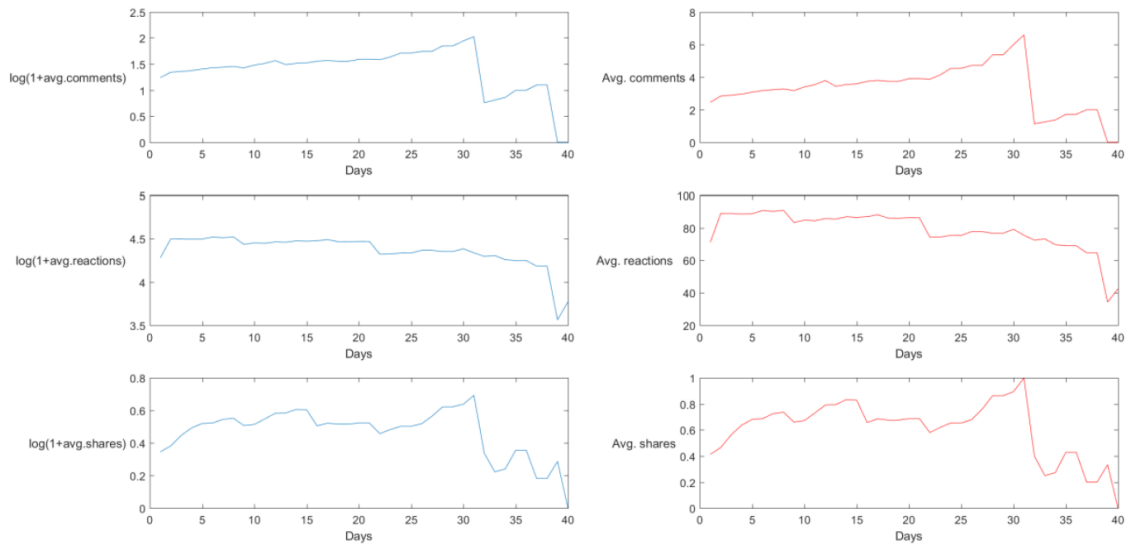 2.5
2
1.5
1
0.5
0
log(1+avg.comments)
0 5 10 15 20 25 30 35 40
Days
8
6
4
2
0
Avg. comments
0 5 10 15 20 25 30 35 40
Days
5
4.5
4
3.5
log(1+avg.reactions)
0 5 10 15 20 25 30 35 40
Days
100
80
60
40
20
Avg. reactions
0 5 10 15 20 25 30 35 40
Days
0.8
0.6
0.4
0.2
0
log(1+avg.shares)
0 5 10 15 20 25 30 35 40
Days
1
0.8
0.6
0.4
0.2
0
Avg. shares
0 5 10 15 20 25 30 35 40
Days